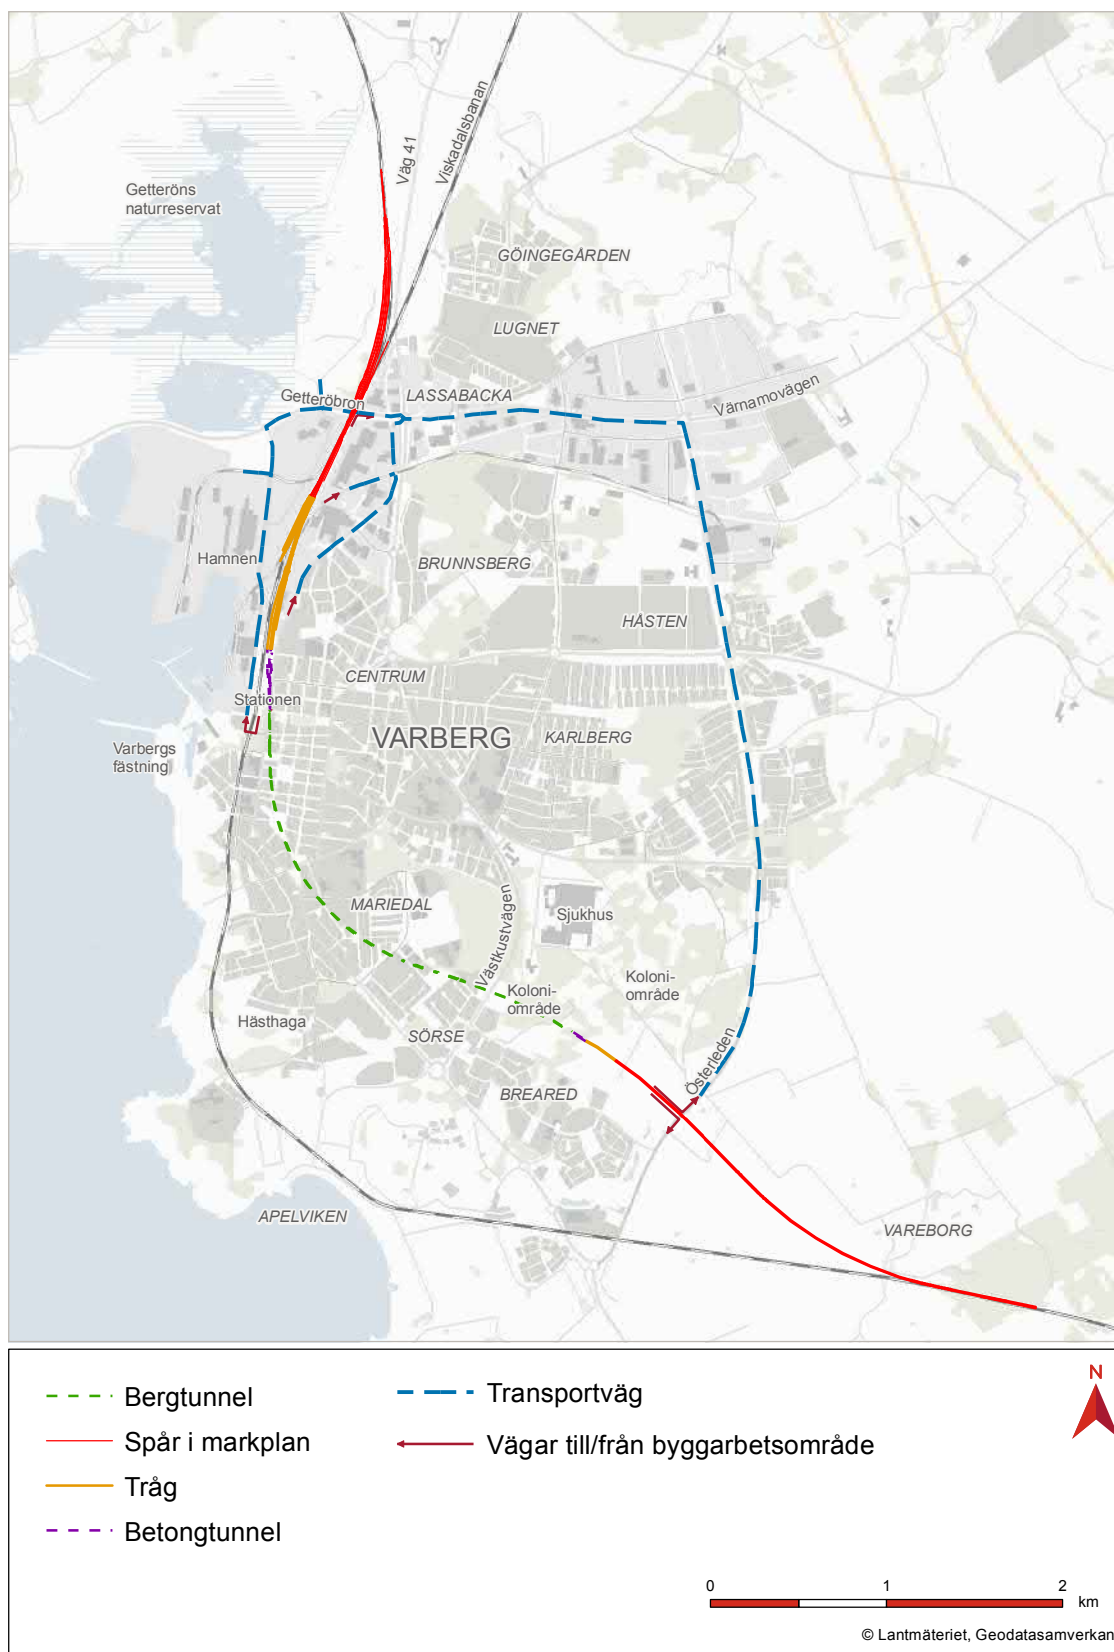 Väg 41
Viskadalsbanan
Getteröns
naturreservat
GÖINGEGÅRDEN
LUGNET
Getteröbron
LASSABACKA
Värnamovägen
Hamnen
BRUNNSBERG
HÅSTEN
CENTRUM
Stationen
VARBERG
KARLBERG
Varbergs
fästning
MARIEDAL
Västkustvägen
Sjukhus
Koloni-
område
Koloni-
område
Hästhaga
SÖRSE
Österleden
BREARED
APELVIKEN
VAREBORG
Bergtunnel
Spår i markplan
Tråg
Betongtunnel
Transportväg
Vägar till/från byggarbetsområde
N
0 1 2
km
© Lantmäteriet, Geodatasamverkan